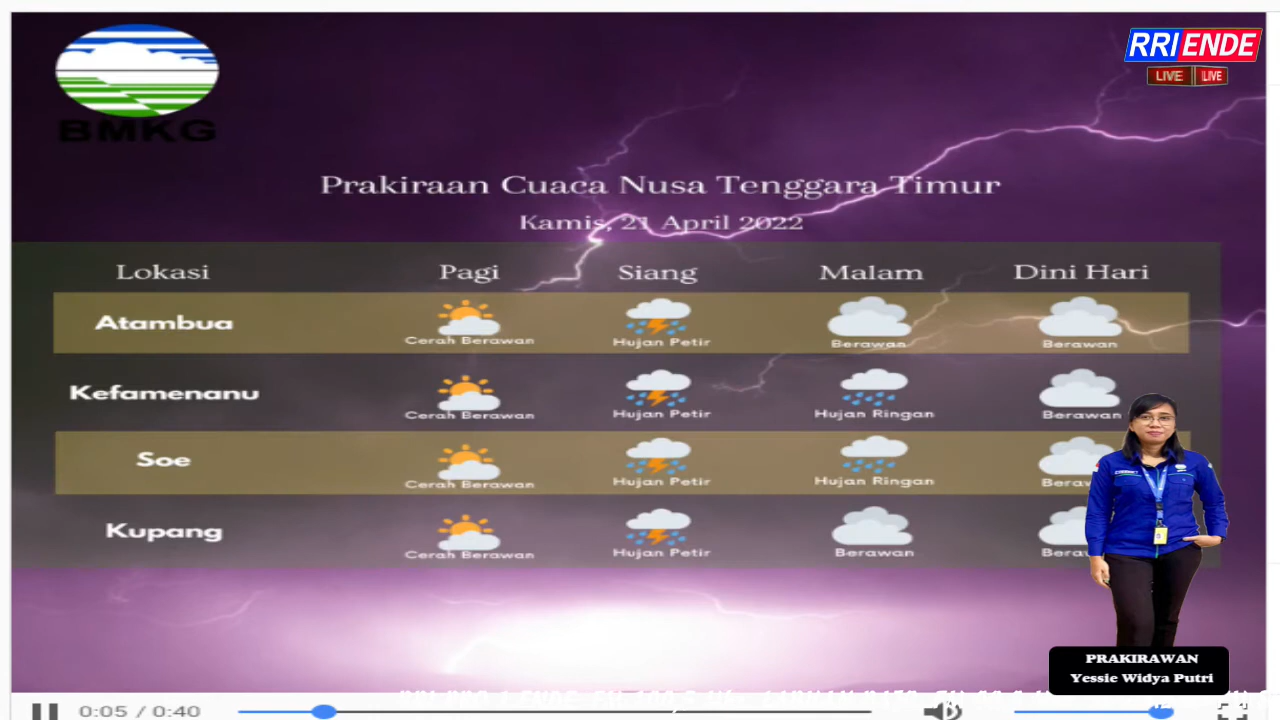 RRI ENDE
LIVE LIVE
BMKG
Prakiraan Cuaca Nusa Tenggara Timur
Kamis, 21 April 2022
Lokasi Pagi Siang Malam Dini Hari
Atambua Cerah Berawan Hujan Petir Berawan Berawan
Kefamenanu Cerah Berawan Hujan Petir Hujan Ringan Berawan
Soe Cerah Berawan Hujan Petir Hujan Ringan
Kupang Cerah Berawan Hujan Petir Berawan
PRAKIRAWAN
Yessie Widya Putri
0:05 / 0:40